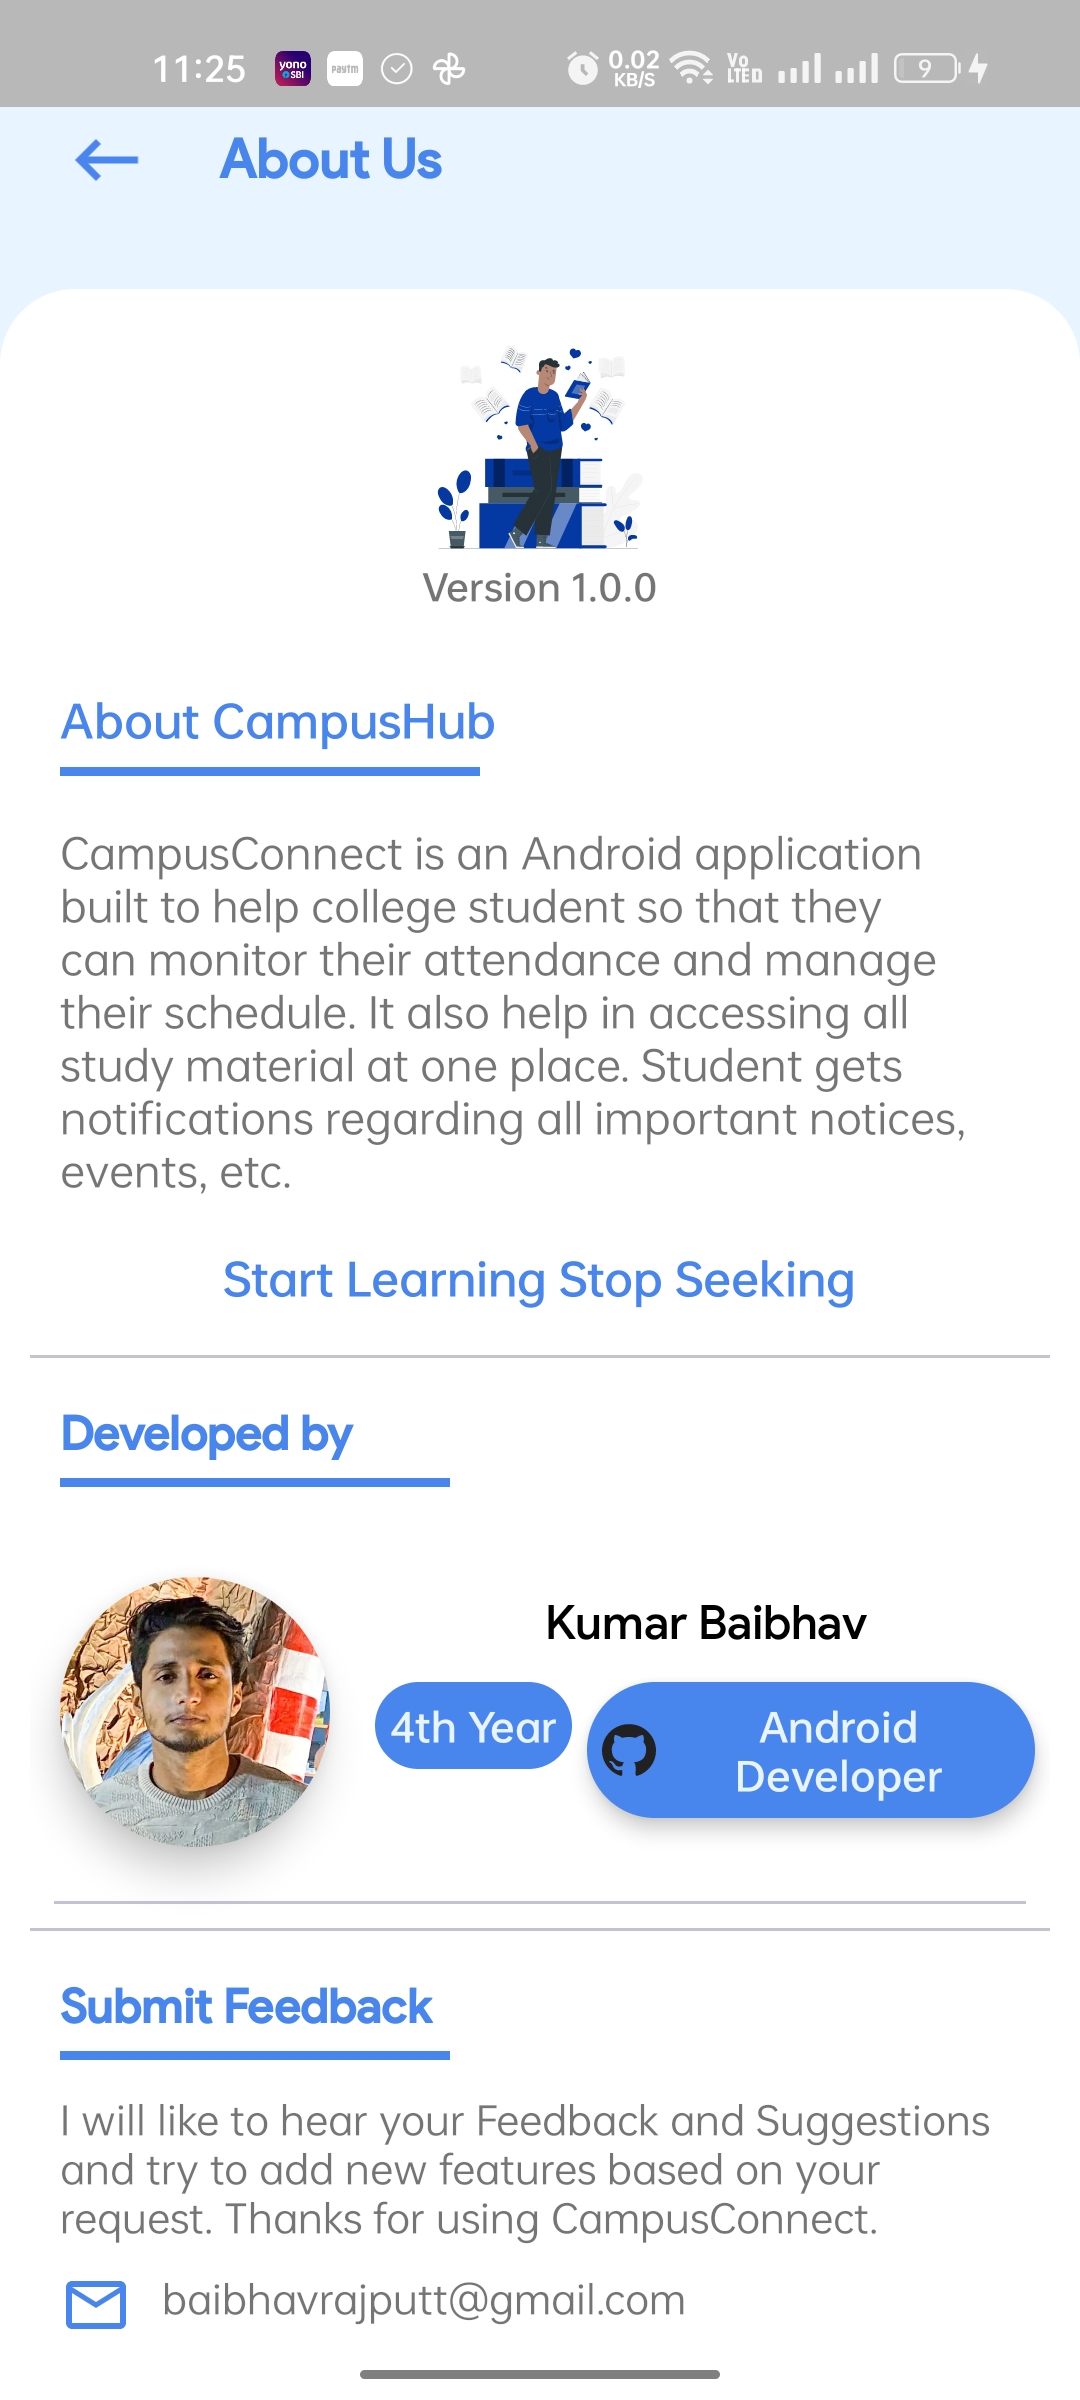 11:25 yono SBI paytm 0.02 KB/S Vo LTE D 9
About Us
Version 1.0.0
About CampusHub
CampusConnect is an Android application
built to help college student so that they
can monitor their attendance and manage
their schedule. It also help in accessing all
study material at one place. Student gets
notifications regarding all important notices,
events, etc.
Start Learning Stop Seeking
Developed by
Kumar Baibhav
4th Year
Android
Developer
Submit Feedback
I will like to hear your Feedback and Suggestions
and try to add new features based on your
request. Thanks for using CampusConnect.
baibhavrajputt@gmail.com